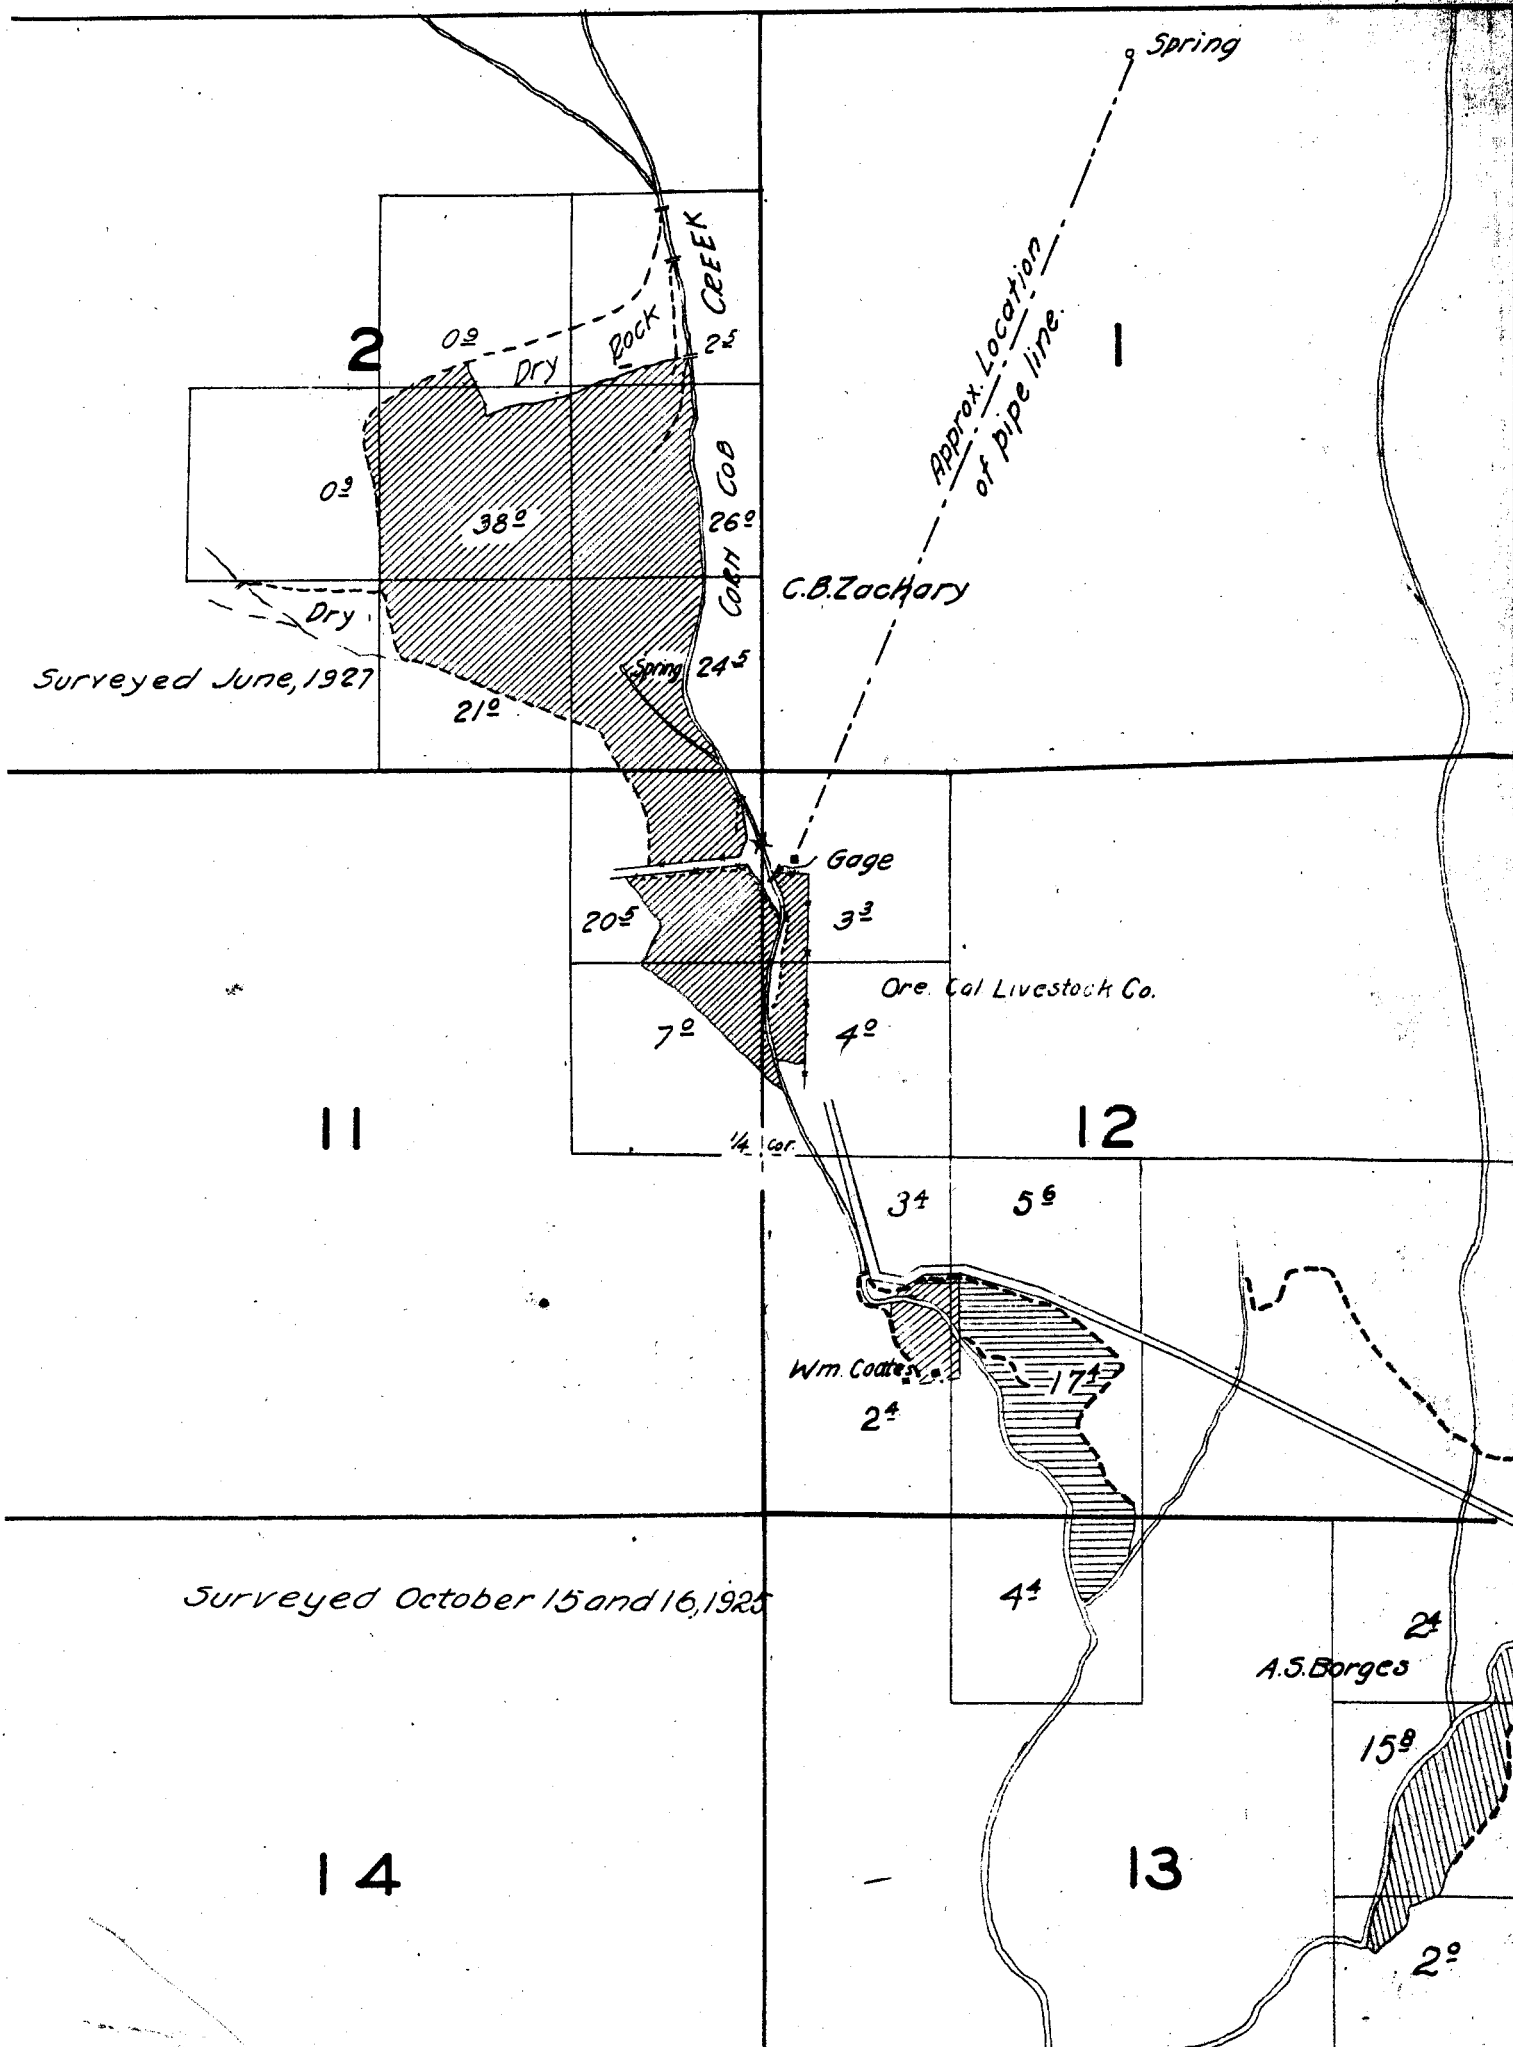 Spring
CORN COB CREEK
2
0 9
Dry
Rock
2 5
Approx. Location
of pipe line.
1
0 9
38 0
26 0
C.B. Zachary
Dry
Surveyed June, 1927
Spring
24 5
21 0
Gage
20 5
3 3
Ore. Cal Livestock Co.
7 0
4 0
11
12
1/4 Cor.
3 4
5 6
Wm. Coates
17 4
2 4
Surveyed October 15 and 16, 1925
4 4
2 4
A.S. Borges
15 8
14
13
2 0